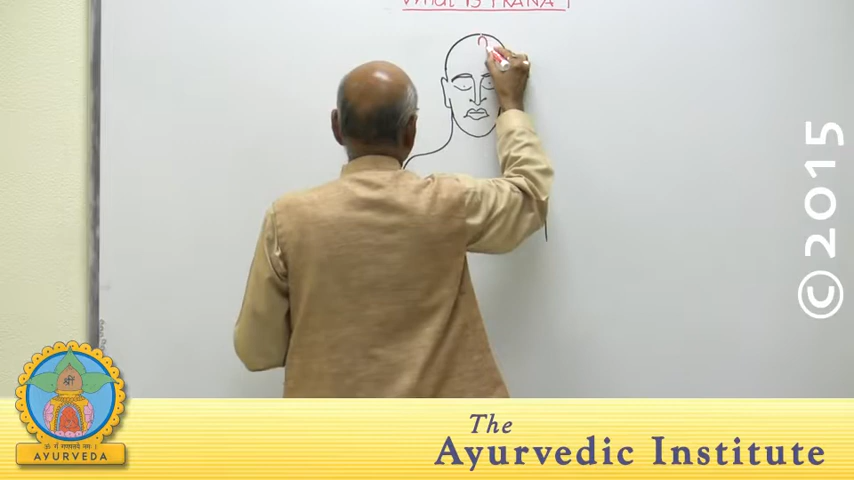 What is PRANA ?
©2015
श्रीं
AYURVEDA
The
Ayurvedic Institute